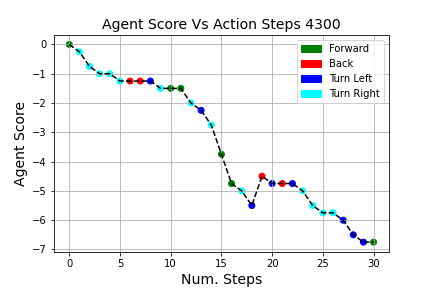 Agent Score Vs Action Steps 4300
Forward
Back
Turn Left
Turn Right
Agent Score
0
−1
−2
−3
−4
−5
−6
−7
0 5 10 15 20 25 30
Num. Steps